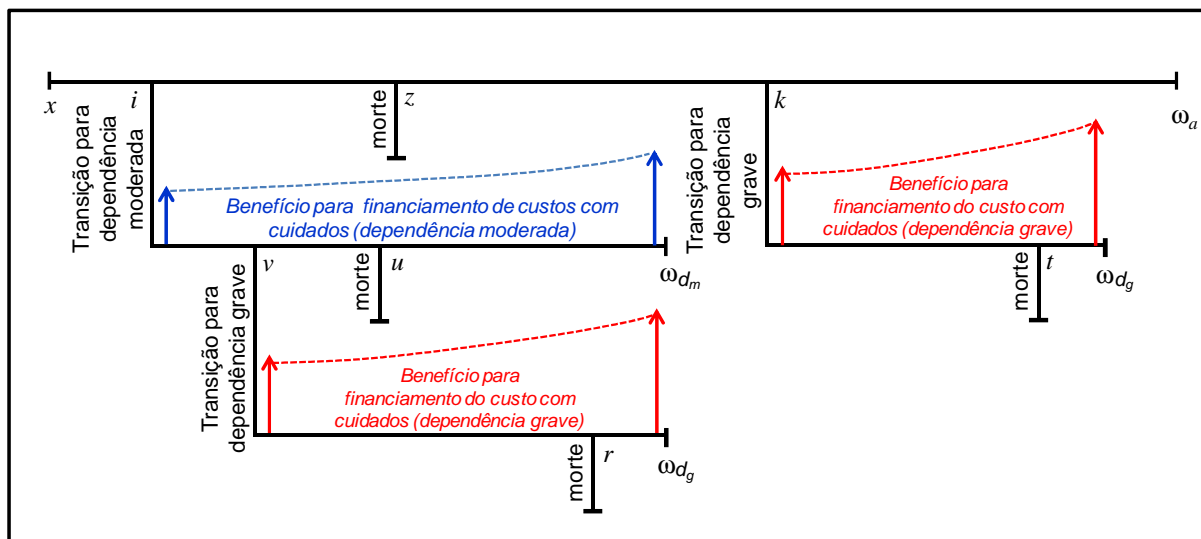 x
i
z
k
ωa
Transição para
dependência
moderada
morte
Transição para
dependência
grave
Benefício para financiamento de custos com
cuidados (dependência moderada)
Benefício para
financiamento do custo com
cuidados (dependência grave)
v
u
ωdm
t
ωdg
Transição para
dependência grave
morte
morte
Benefício para
financiamento do custo com
cuidados (dependência grave)
r
ωdg
morte